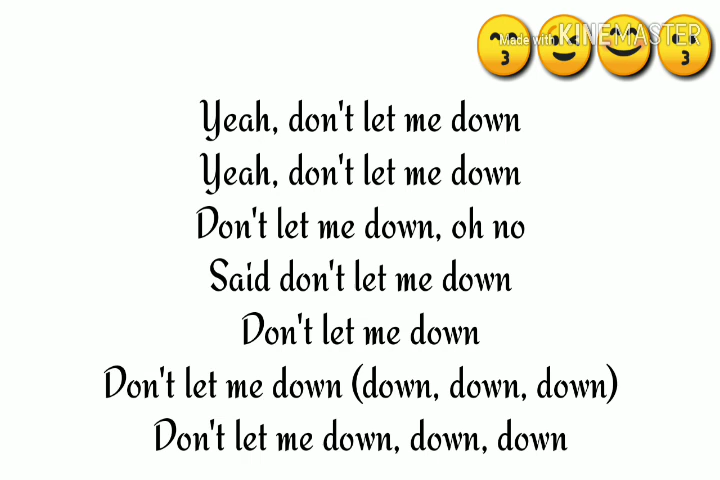 Made with KINEMASTER
Yeah, don't let me down
Yeah, don't let me down
Don't let me down, oh no
Said don't let me down
Don't let me down
Don't let me down (down, down, down)
Don't let me down, down, down